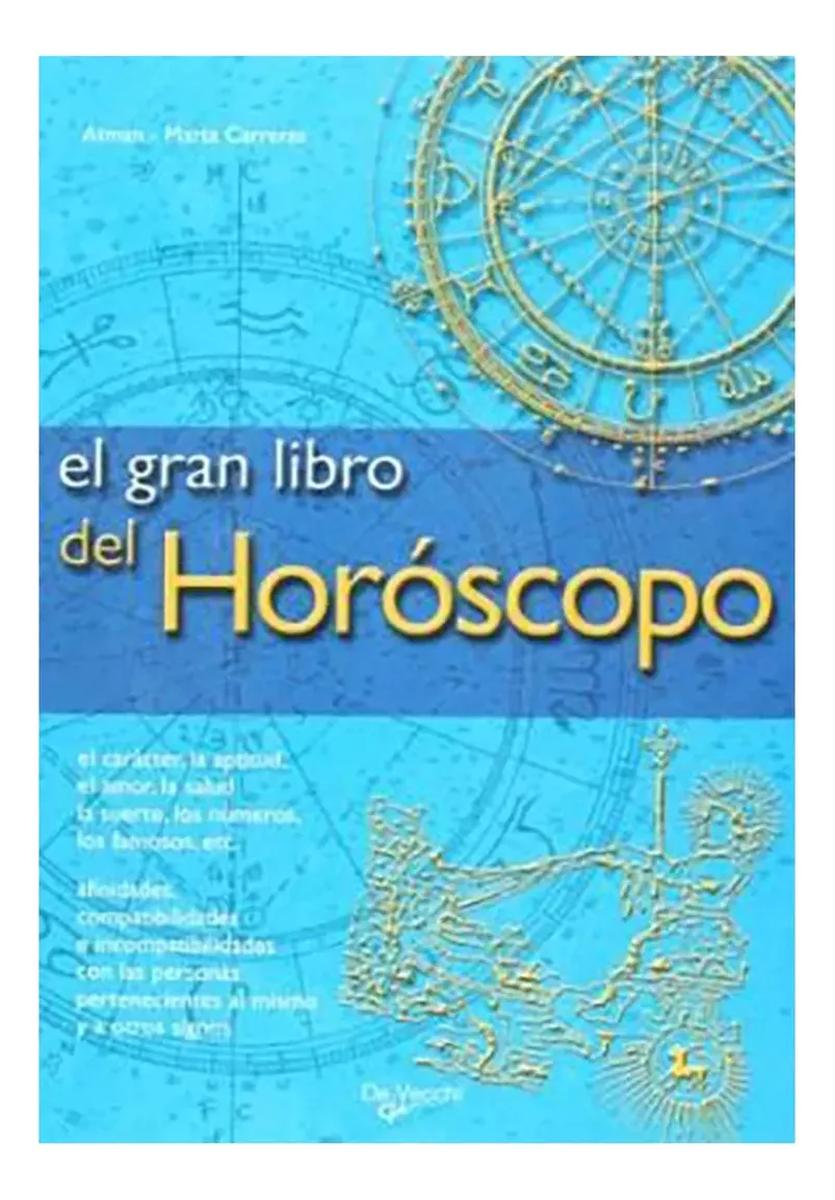 Atman - Marta Carreras
el gran libro
del Horóscopo
el carácter, la aptitud,
el amor, la salud
la suerte, los números,
los famosos, etc.
afinidades,
compatibilidades
e incompatibilidades
con las personas
pertenecientes al mismo
y a otros signos
De Vecchi